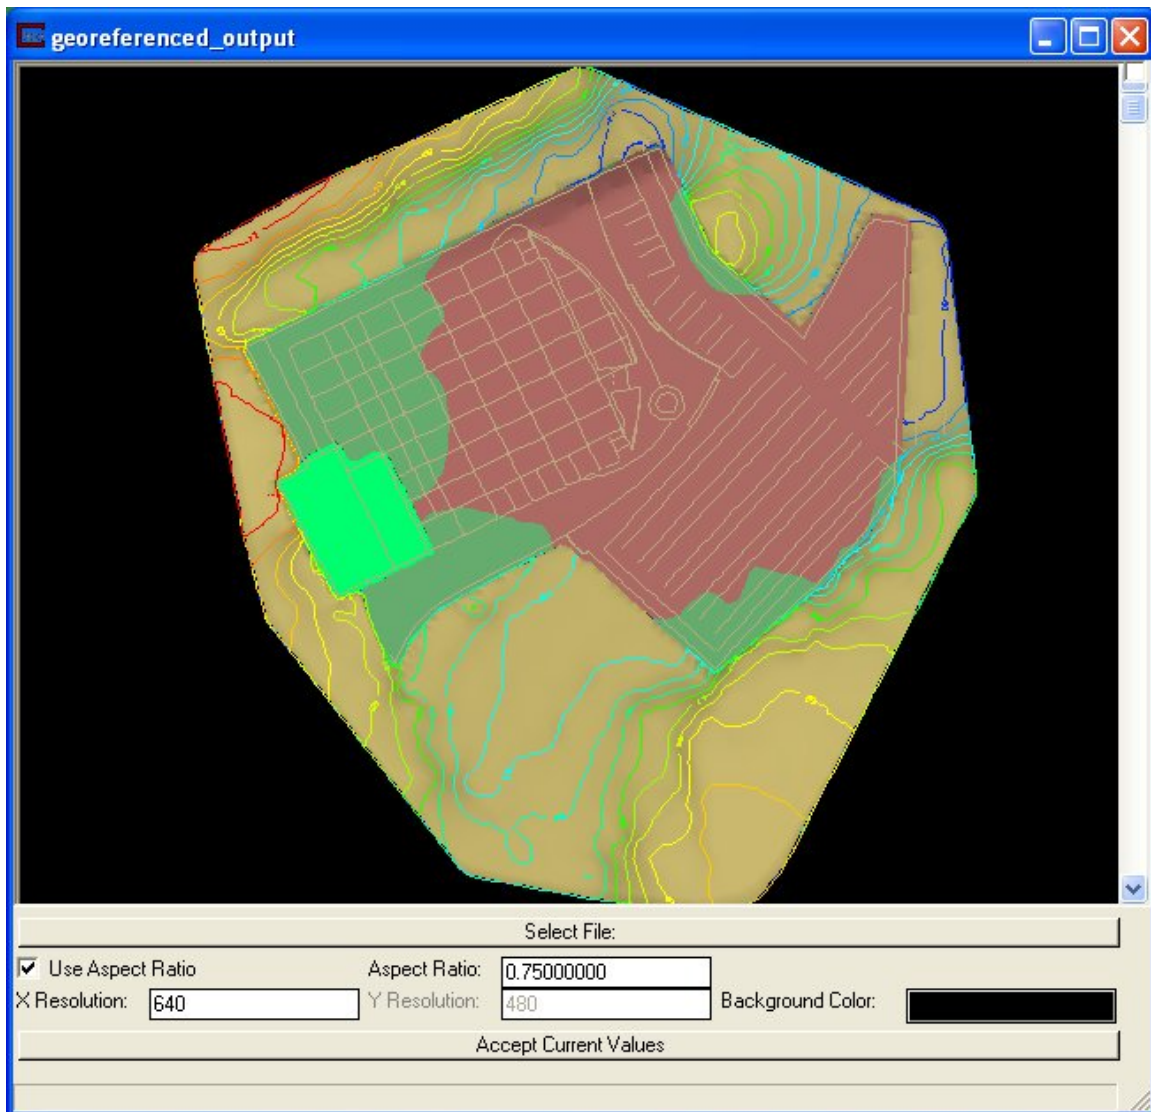 georeferenced_output
Select File:
Use Aspect Ratio
Aspect Ratio:
0.75000000
X Resolution:
640
Y Resolution:
480
Background Color:
Accept Current Values